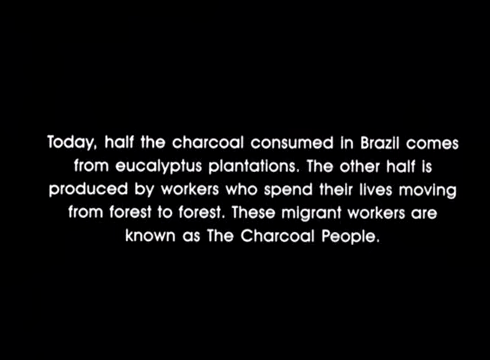 Today, half the charcoal consumed in Brazil comes
from eucalyptus plantations. The other half is
produced by workers who spend their lives moving
from forest to forest. These migrant workers are
known as The Charcoal People.